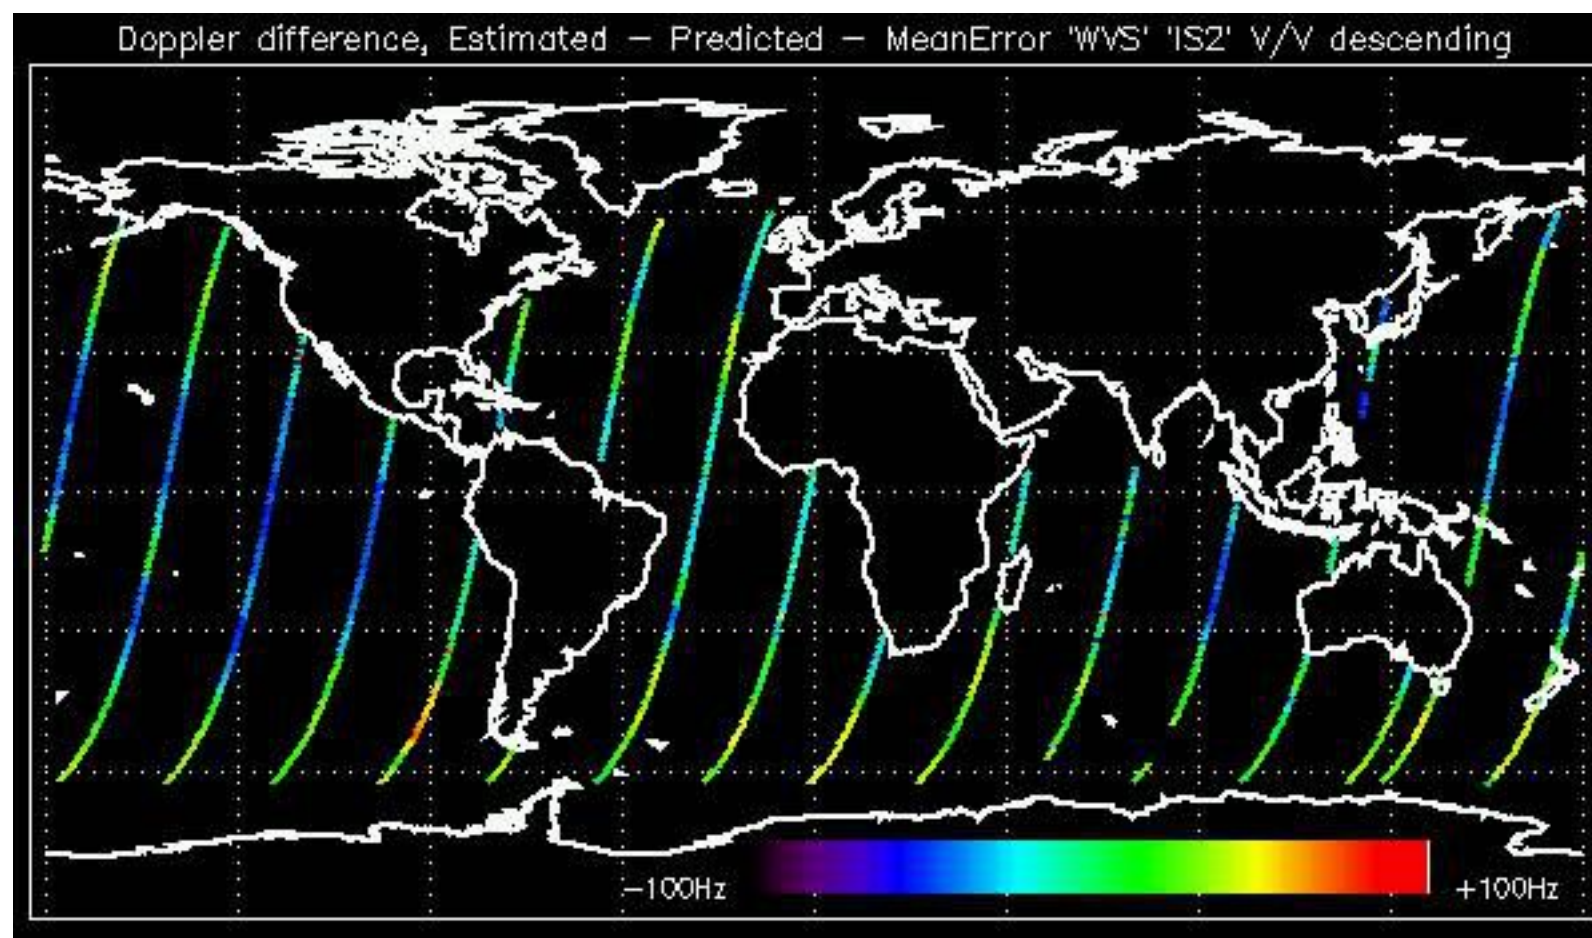 Doppler difference, Estimated – Predicted – MeanError 'WVS' 'IS2' V/V descending
–100Hz
+100Hz